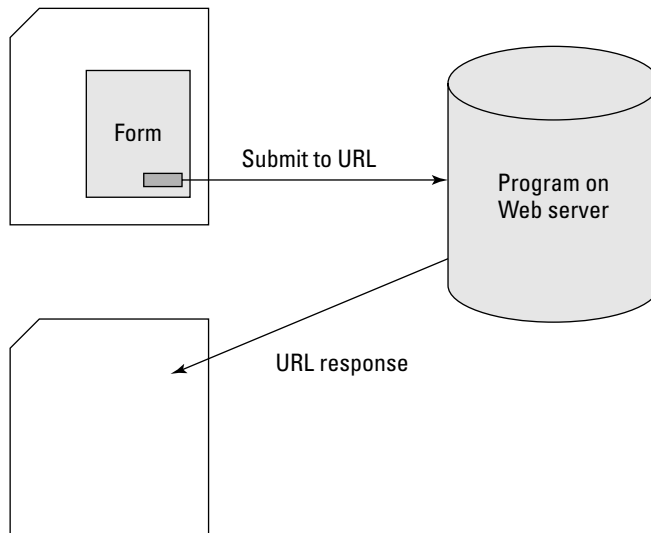 Form
Submit to URL
Program on
Web server
URL response